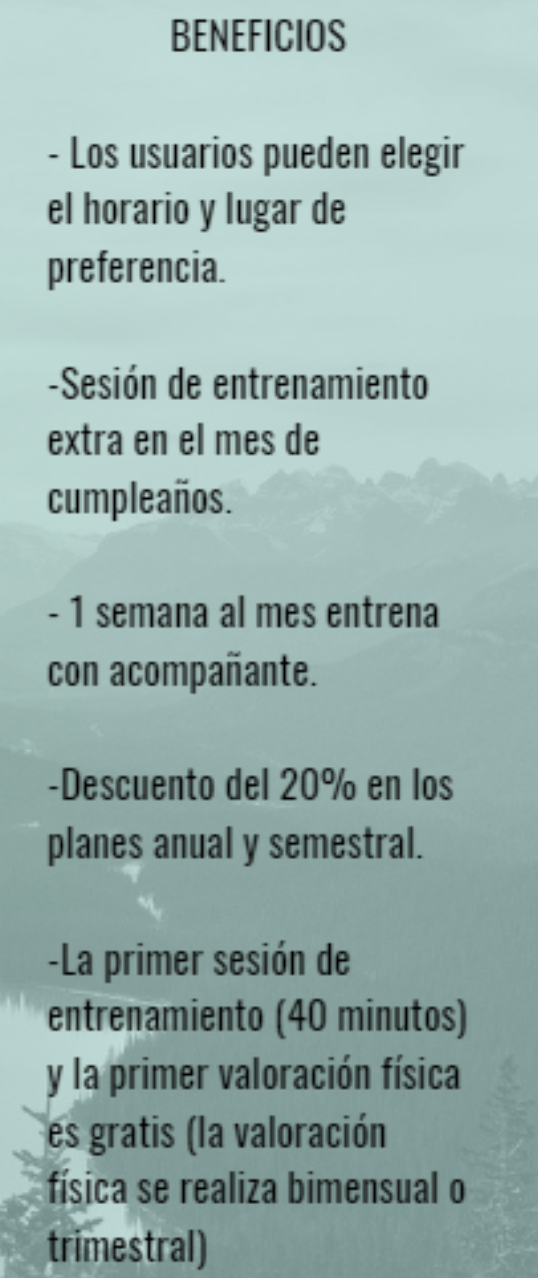 BENEFICIOS
- Los usuarios pueden elegir
el horario y lugar de
preferencia.
-Sesión de entrenamiento
extra en el mes de
cumpleaños.
- 1 semana al mes entrena
con acompañante.
-Descuento del 20% en los
planes anual y semestral.
-La primer sesión de
entrenamiento (40 minutos)
y la primer valoración física
es gratis (la valoración
física se realiza bimensual o
trimestral)